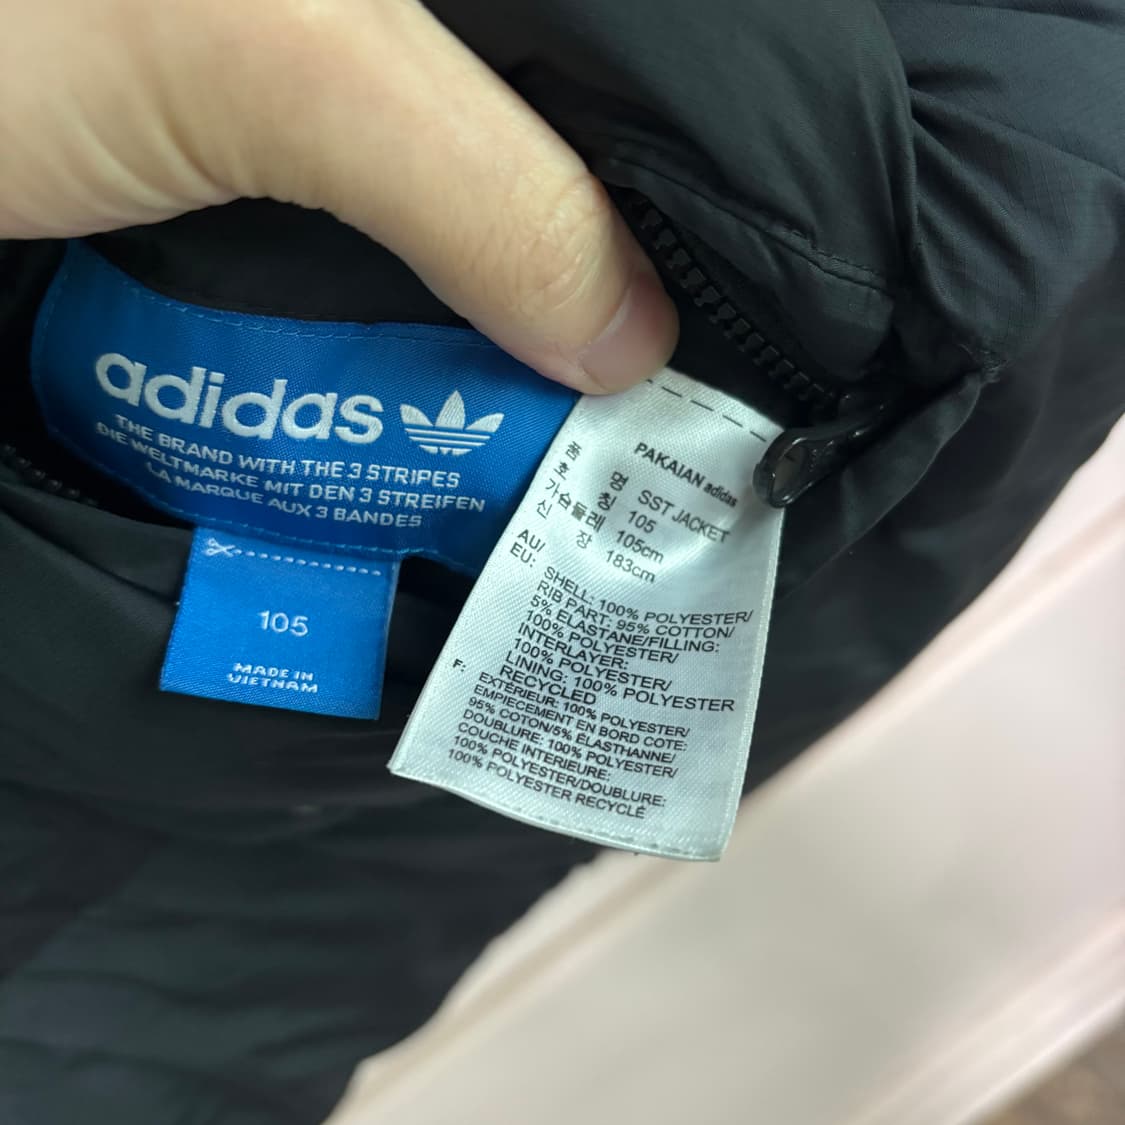 adidas
THE BRAND WITH THE 3 STRIPES
DIE WELTMARKE MIT DEN 3 STREIFEN
LA MARQUE AUX 3 BANDES
105
MADE IN
VIETNAM
PAKAIAN adidas
품 명 SST JACKET
호 칭 105
가슴둘레 105cm
신 장 183cm
AU/
EU: SHELL: 100% POLYESTER/
RIB PART: 95% COTTON/
5% ELASTANE/FILLING:
100% POLYESTER/
INTERLAYER:
100% POLYESTER/
LINING: 100% POLYESTER
RECYCLED
F: EXTÉRIEUR: 100% POLYESTER/
EMPIECEMENT EN BORD COTE:
95% COTON/5% ÉLASTHANNE/
DOUBLURE: 100% POLYESTER/
COUCHE INTERIEURE:
100% POLYESTER/DOUBLURE:
100% POLYESTER RECYCLÉ